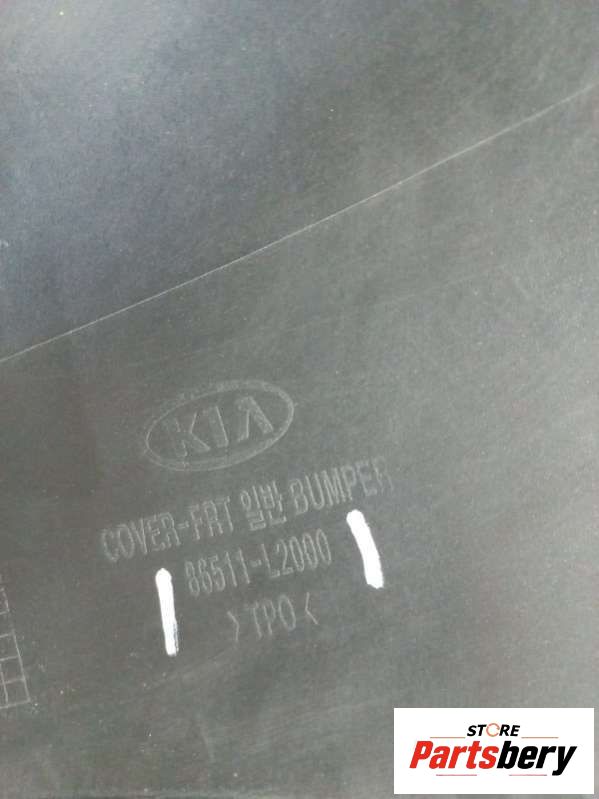 KIA
COVER-FRT 일반 BUMPER
86511-L2000
>TPO<
STORE
Partsbery